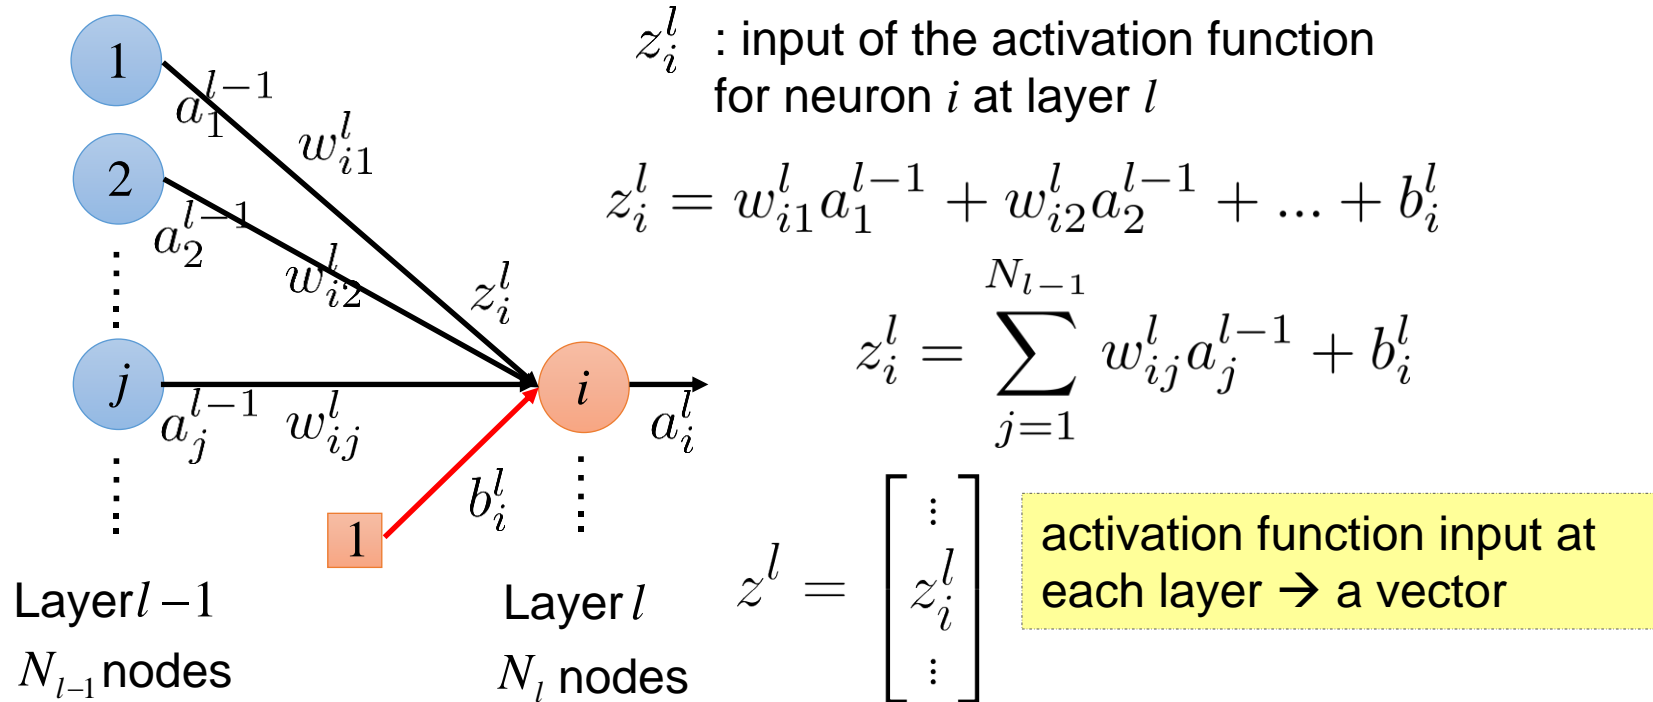 1
a_1^{l-1}
w_{i1}^l
2
a_2^{l-1}
w_{i2}^l
z_i^l
j
a_j^{l-1} w_{ij}^l
i
a_i^l
b_i^l
1
Layer l−1
N_{l-1} nodes
Layer l
N_l nodes
z_i^l : input of the activation function
for neuron i at layer l
z_i^l = w_{i1}^l a_1^{l-1} + w_{i2}^l a_2^{l-1} + ... + b_i^l
z_i^l = \sum_{j=1}^{N_{l-1}} w_{ij}^l a_j^{l-1} + b_i^l
z^l = [⋮ z_i^l ⋮]
activation function input at
each layer → a vector